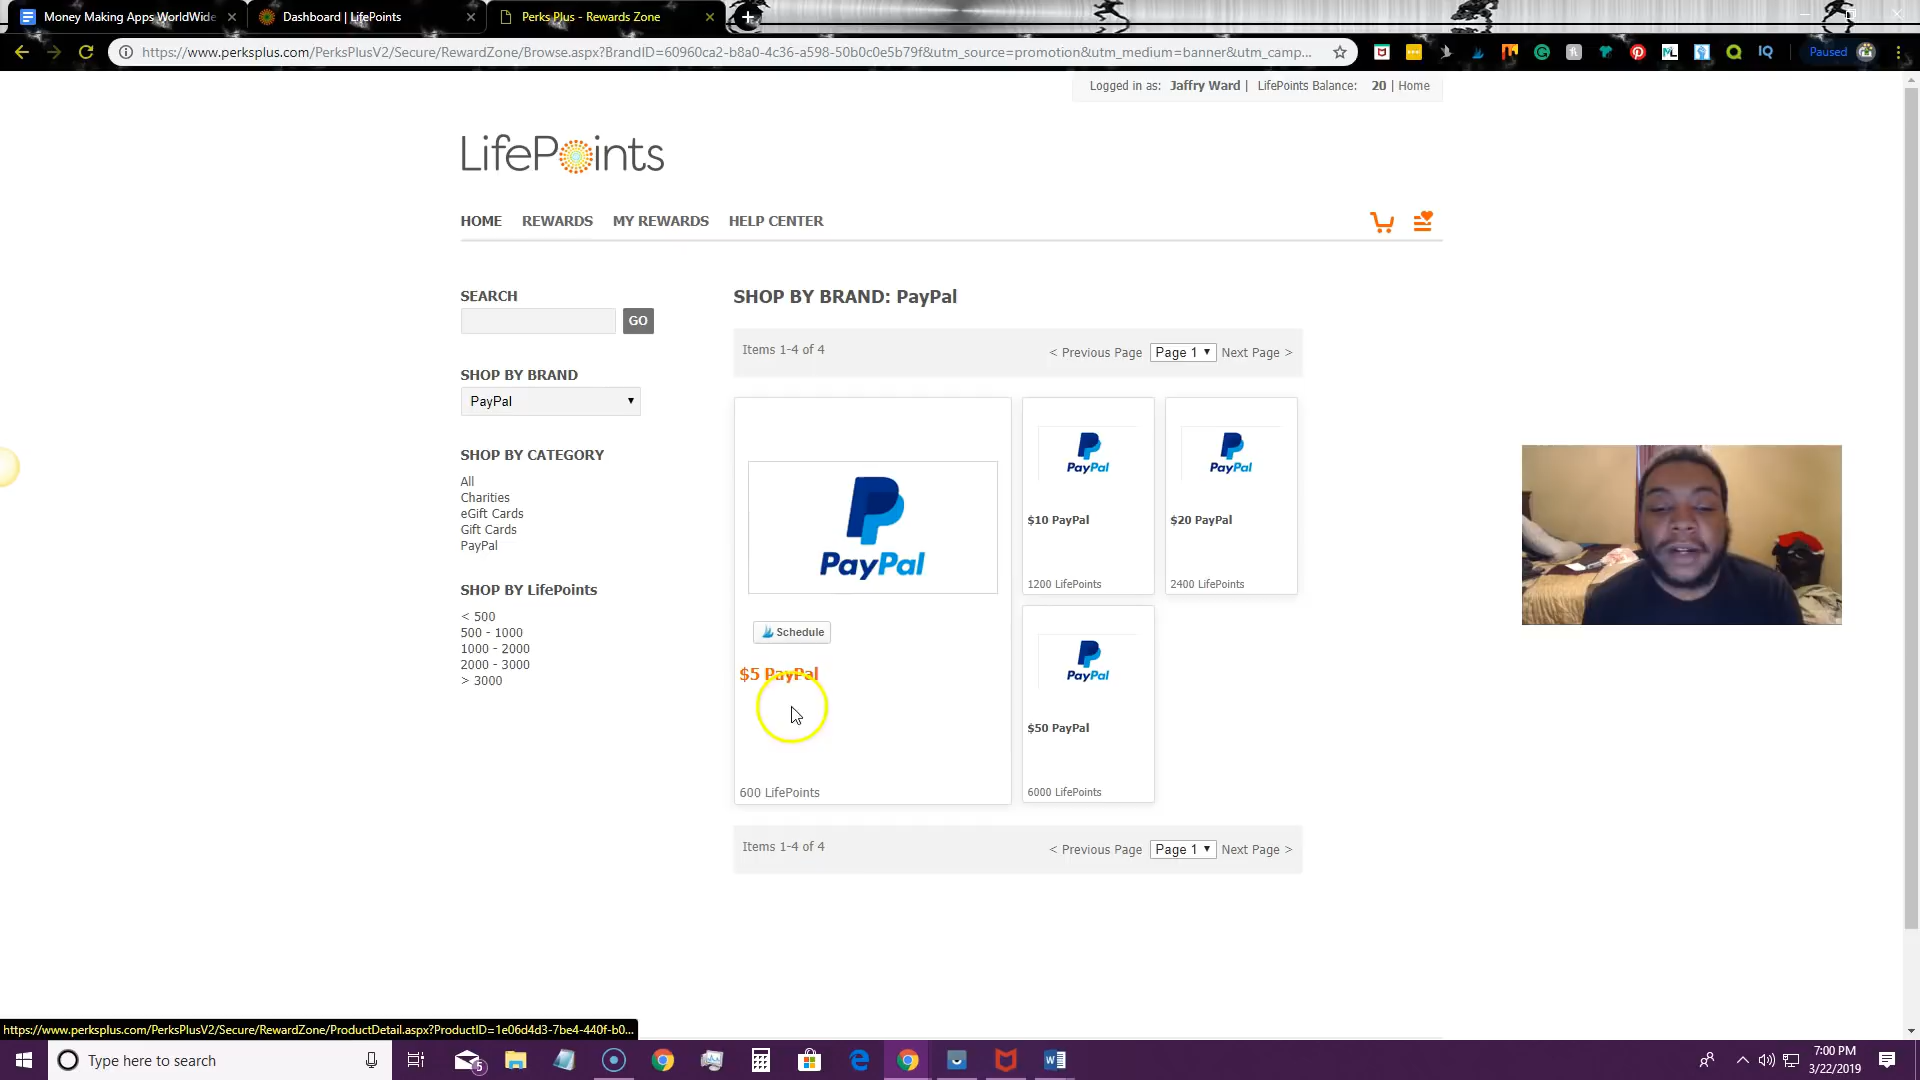 Money Making Apps WorldWide
Dashboard | LifePoints
Perks Plus - Rewards Zone
https://www.perksplus.com/PerksPlusV2/Secure/RewardZone/Browse.aspx?BrandID=60960ca2-b8a0-4c36-a598-50b0c0e5b79f&utm_source=promotion&utm_medium=banner&utm_camp...
Paused
Logged in as: Jaffry Ward | LifePoints Balance: 20 | Home
LifePoints
HOME REWARDS MY REWARDS HELP CENTER
SEARCH
GO
SHOP BY BRAND
PayPal
SHOP BY CATEGORY
All
Charities
eGift Cards
Gift Cards
PayPal
SHOP BY LifePoints
< 500
500 - 1000
1000 - 2000
2000 - 3000
> 3000
SHOP BY BRAND: PayPal
Items 1-4 of 4
< Previous Page Page 1 Next Page >
PayPal
Schedule
$5 PayPal
600 LifePoints
PayPal
$10 PayPal
1200 LifePoints
PayPal
$20 PayPal
2400 LifePoints
PayPal
$50 PayPal
6000 LifePoints
Items 1-4 of 4
< Previous Page Page 1 Next Page >
https://www.perksplus.com/PerksPlusV2/Secure/RewardZone/ProductDetail.aspx?ProductID=1e06d4d3-7be4-440f-b0...
Type here to search
5
7:00 PM
3/22/2019